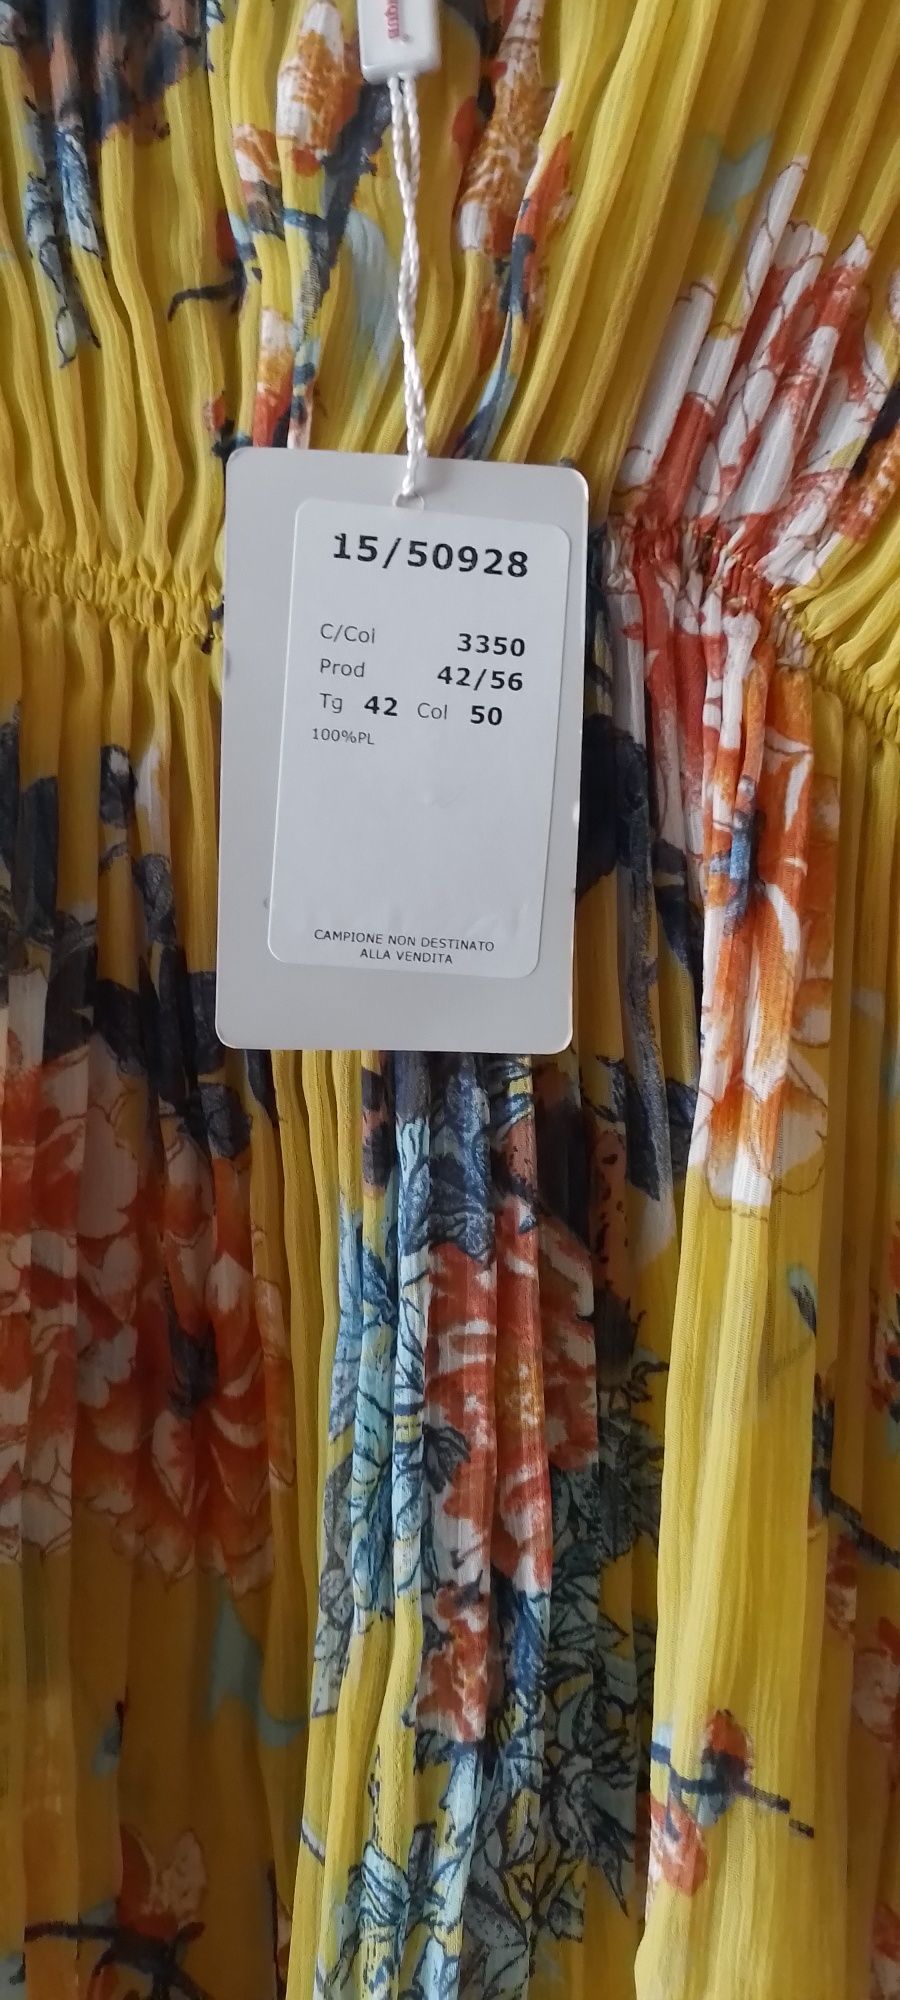 15/50928
C/Col 3350
Prod 42/56
Tg 42 Col 50
100%PL
CAMPIONE NON DESTINATO
ALLA VENDITA